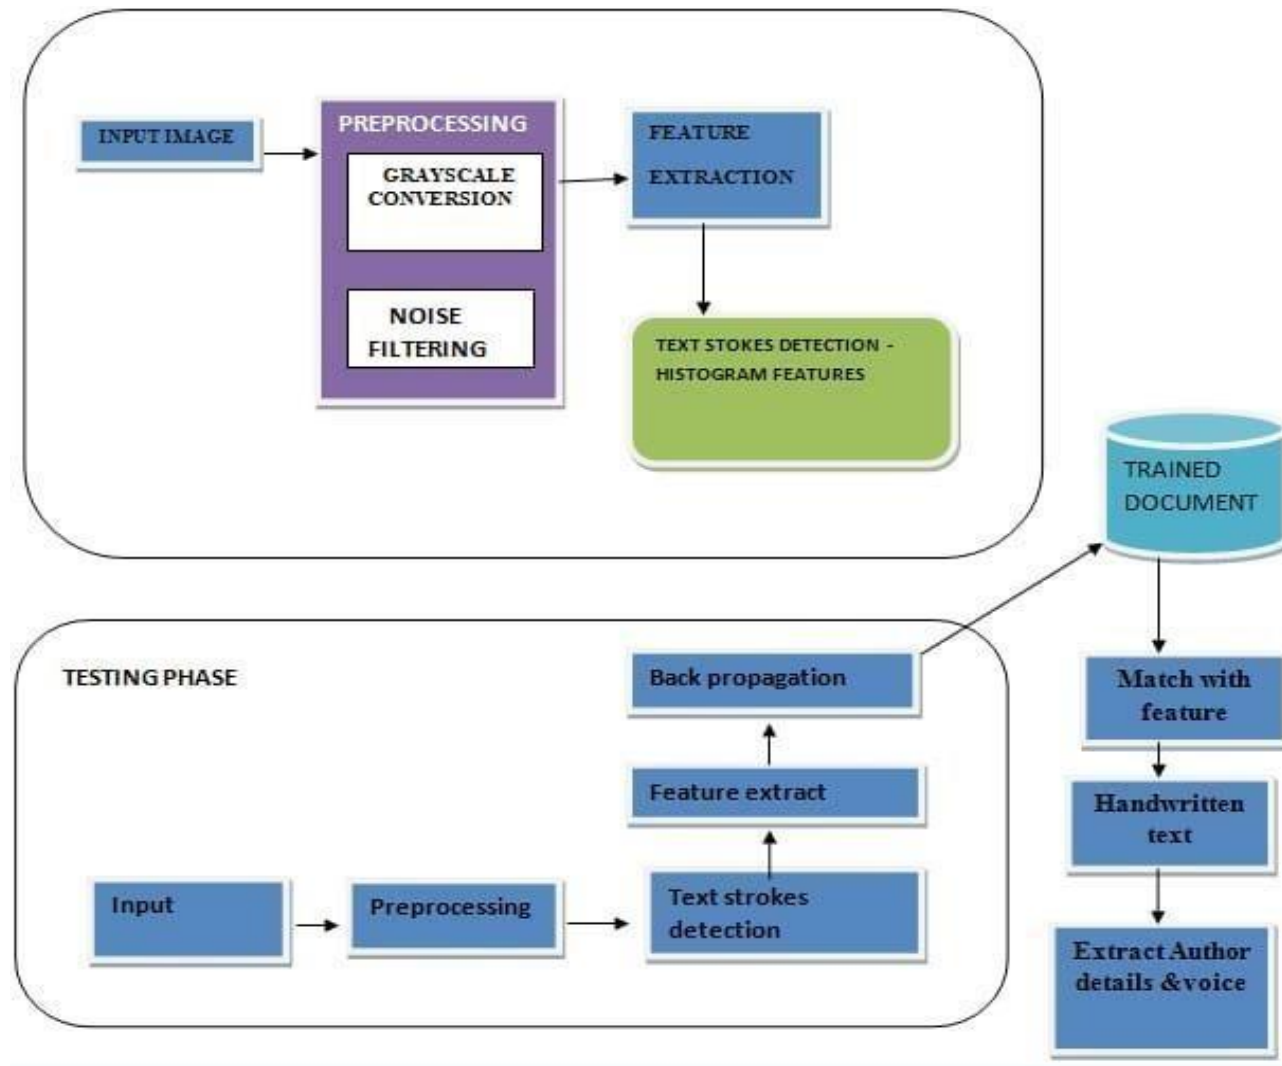 INPUT IMAGE
PREPROCESSING
GRAYSCALE
CONVERSION
NOISE
FILTERING
FEATURE
EXTRACTION
TEXT STOKES DETECTION -
HISTOGRAM FEATURES
TRAINED
DOCUMENT
TESTING PHASE
Input
Preprocessing
Text strokes
detection
Feature extract
Back propagation
Match with
feature
Handwritten
text
Extract Author
details &voice